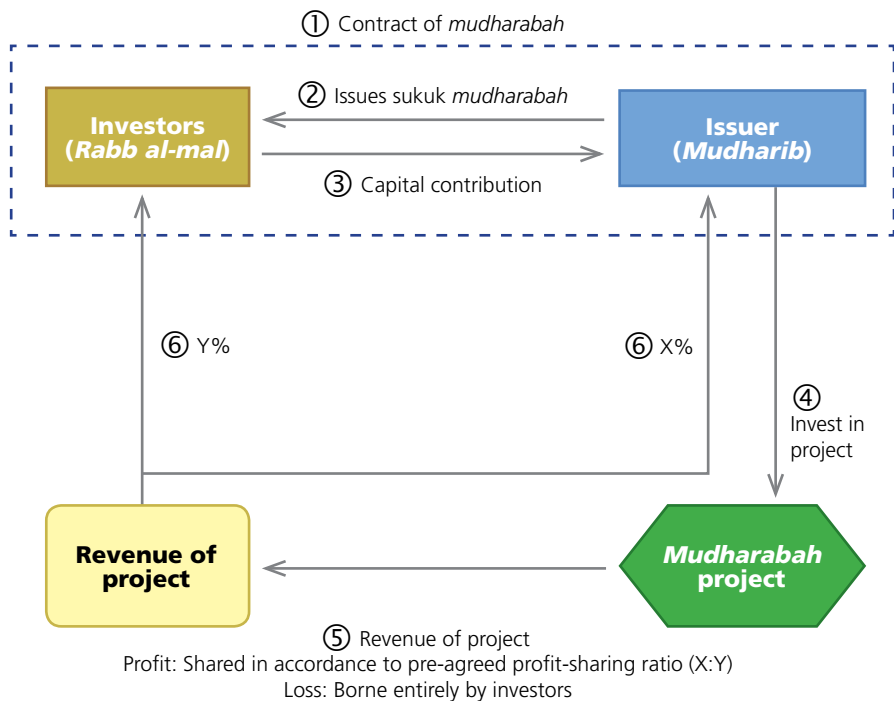 ① Contract of mudharabah
② Issues sukuk mudharabah
Investors
(Rabb al-mal)
Issuer
(Mudharib)
③ Capital contribution
⑥ Y%
⑥ X%
④
Invest in
project
Revenue of
project
Mudharabah
project
⑤ Revenue of project
Profit: Shared in accordance to pre-agreed profit-sharing ratio (X:Y)
Loss: Borne entirely by investors